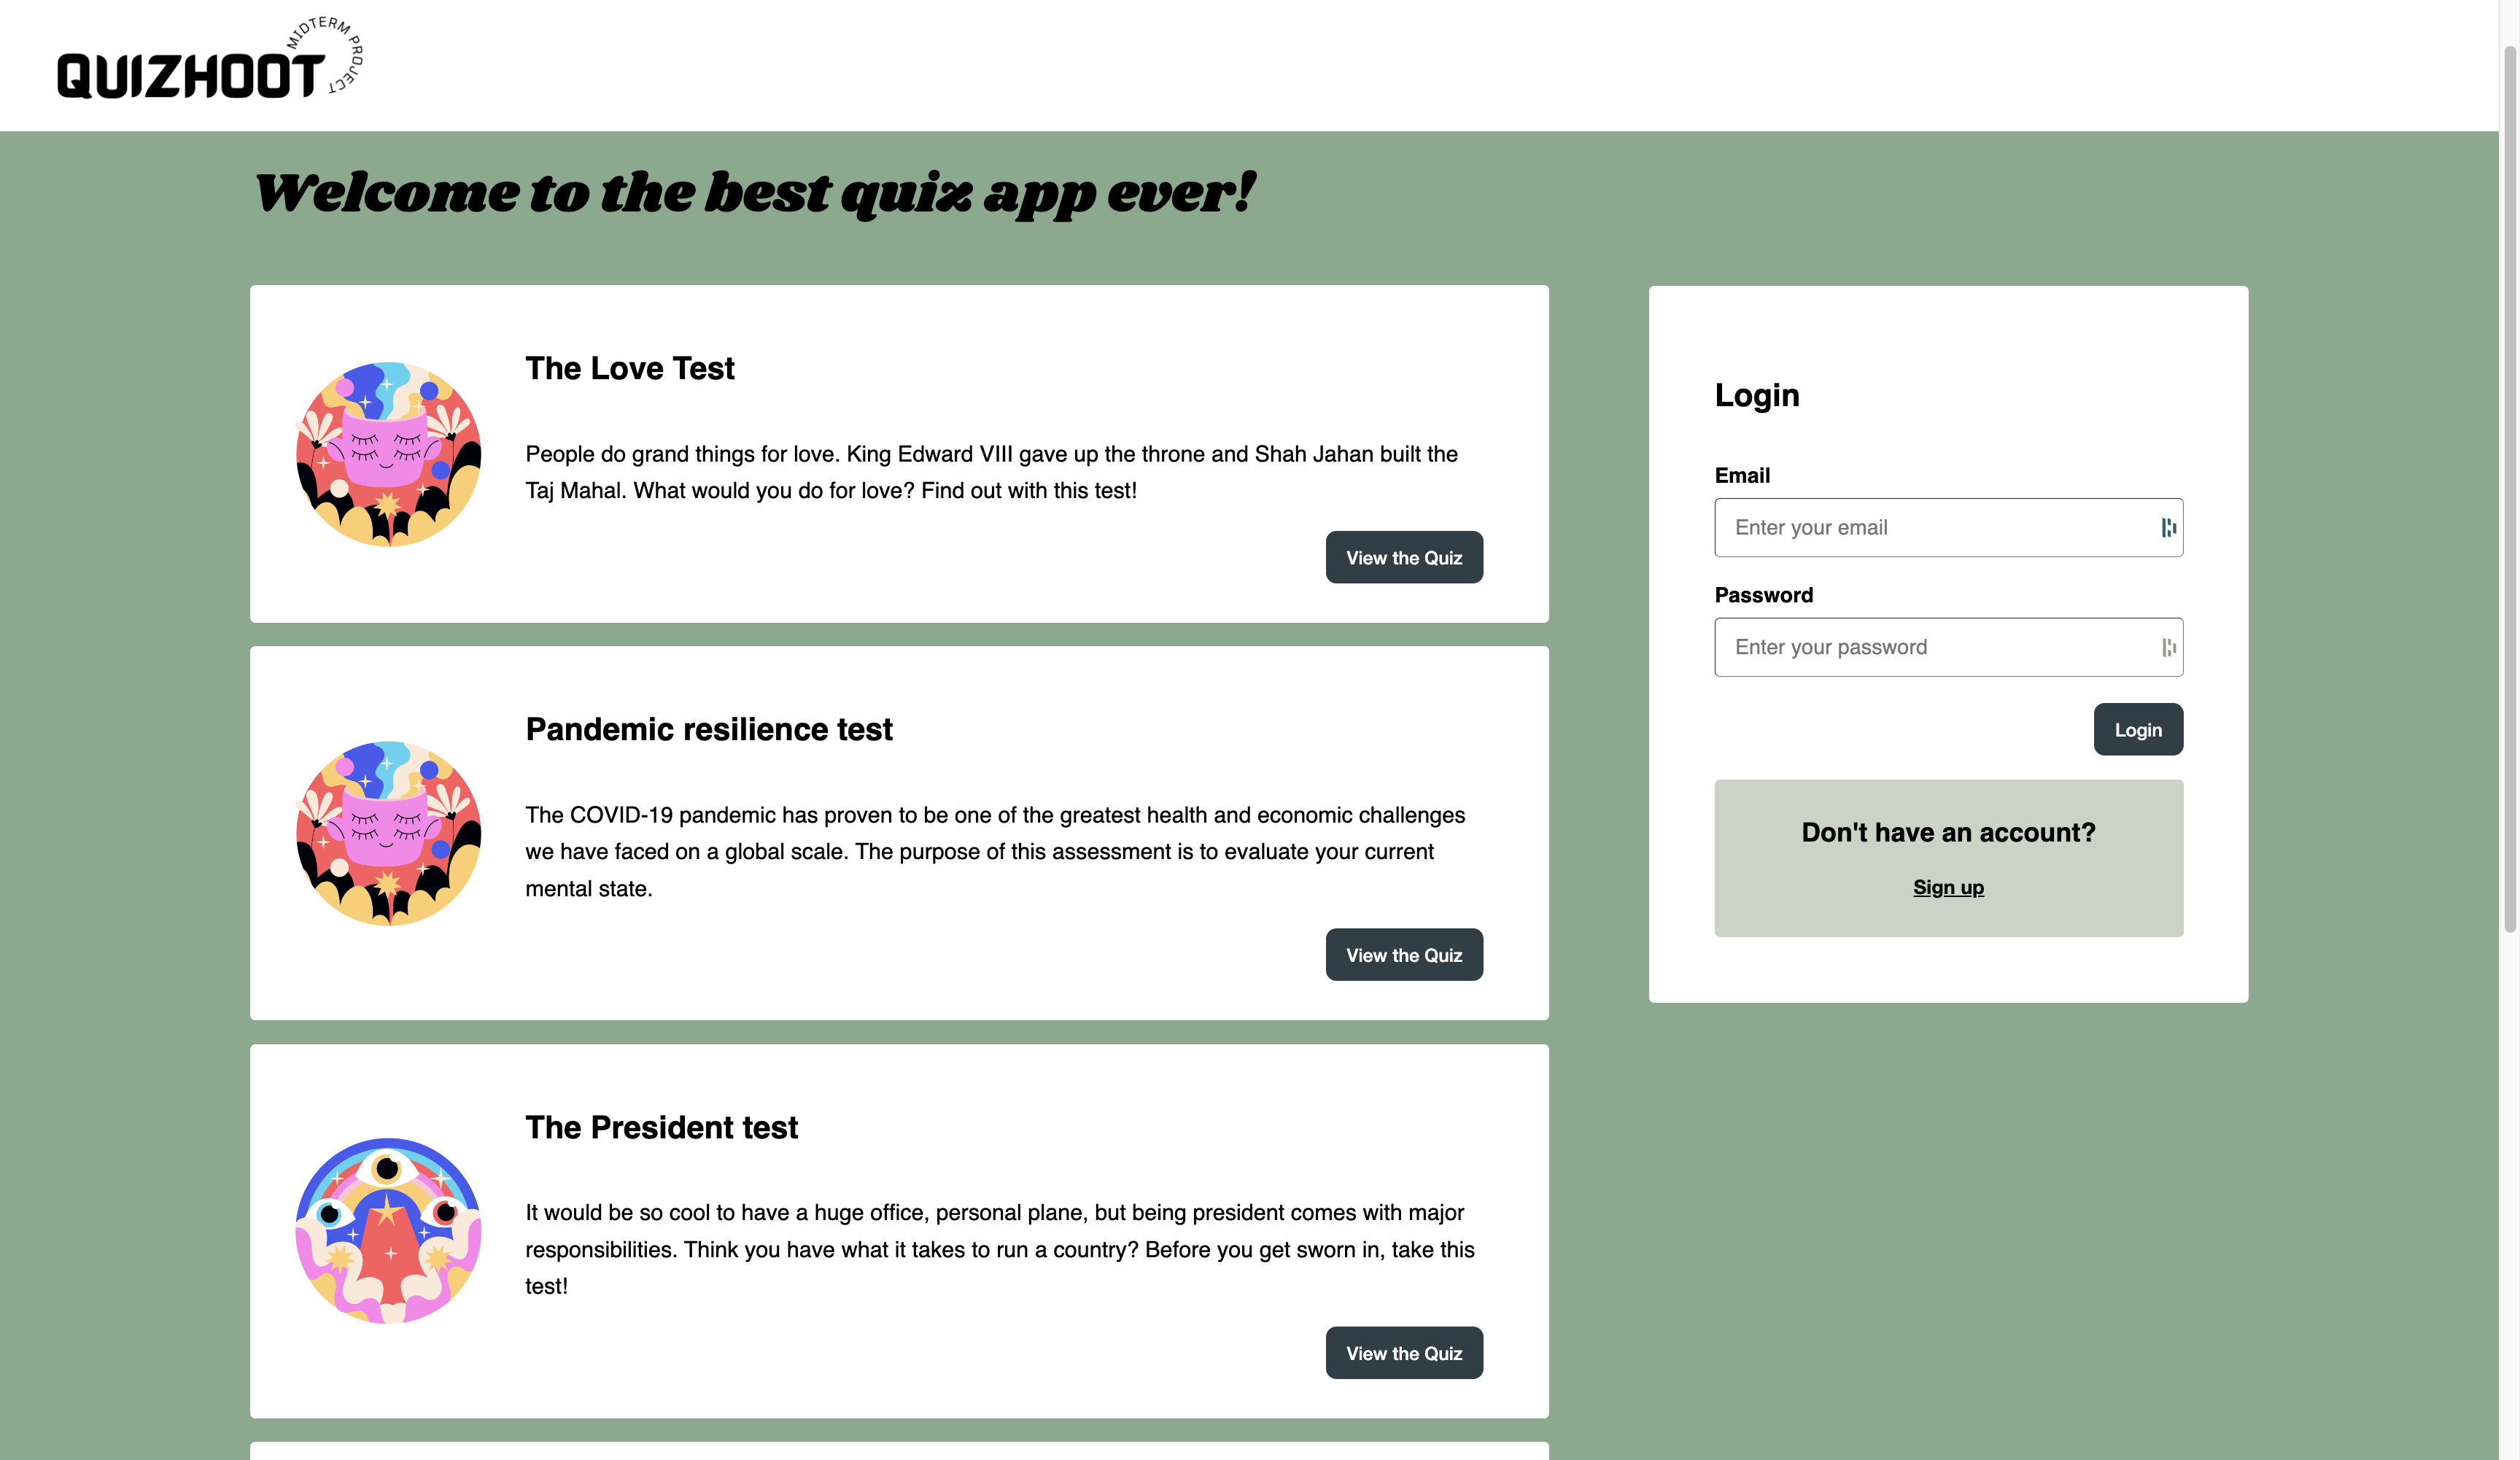 QUIZHOOT
MIDTERM PROJECT
Welcome to the best quiz app ever!
The Love Test
People do grand things for love. King Edward VIII gave up the throne and Shah Jahan built the
Taj Mahal. What would you do for love? Find out with this test!
View the Quiz
Pandemic resilience test
The COVID-19 pandemic has proven to be one of the greatest health and economic challenges
we have faced on a global scale. The purpose of this assessment is to evaluate your current
mental state.
View the Quiz
The President test
It would be so cool to have a huge office, personal plane, but being president comes with major
responsibilities. Think you have what it takes to run a country? Before you get sworn in, take this
test!
View the Quiz
Login
Email
Enter your email
Password
Enter your password
Login
Don't have an account?
Sign up